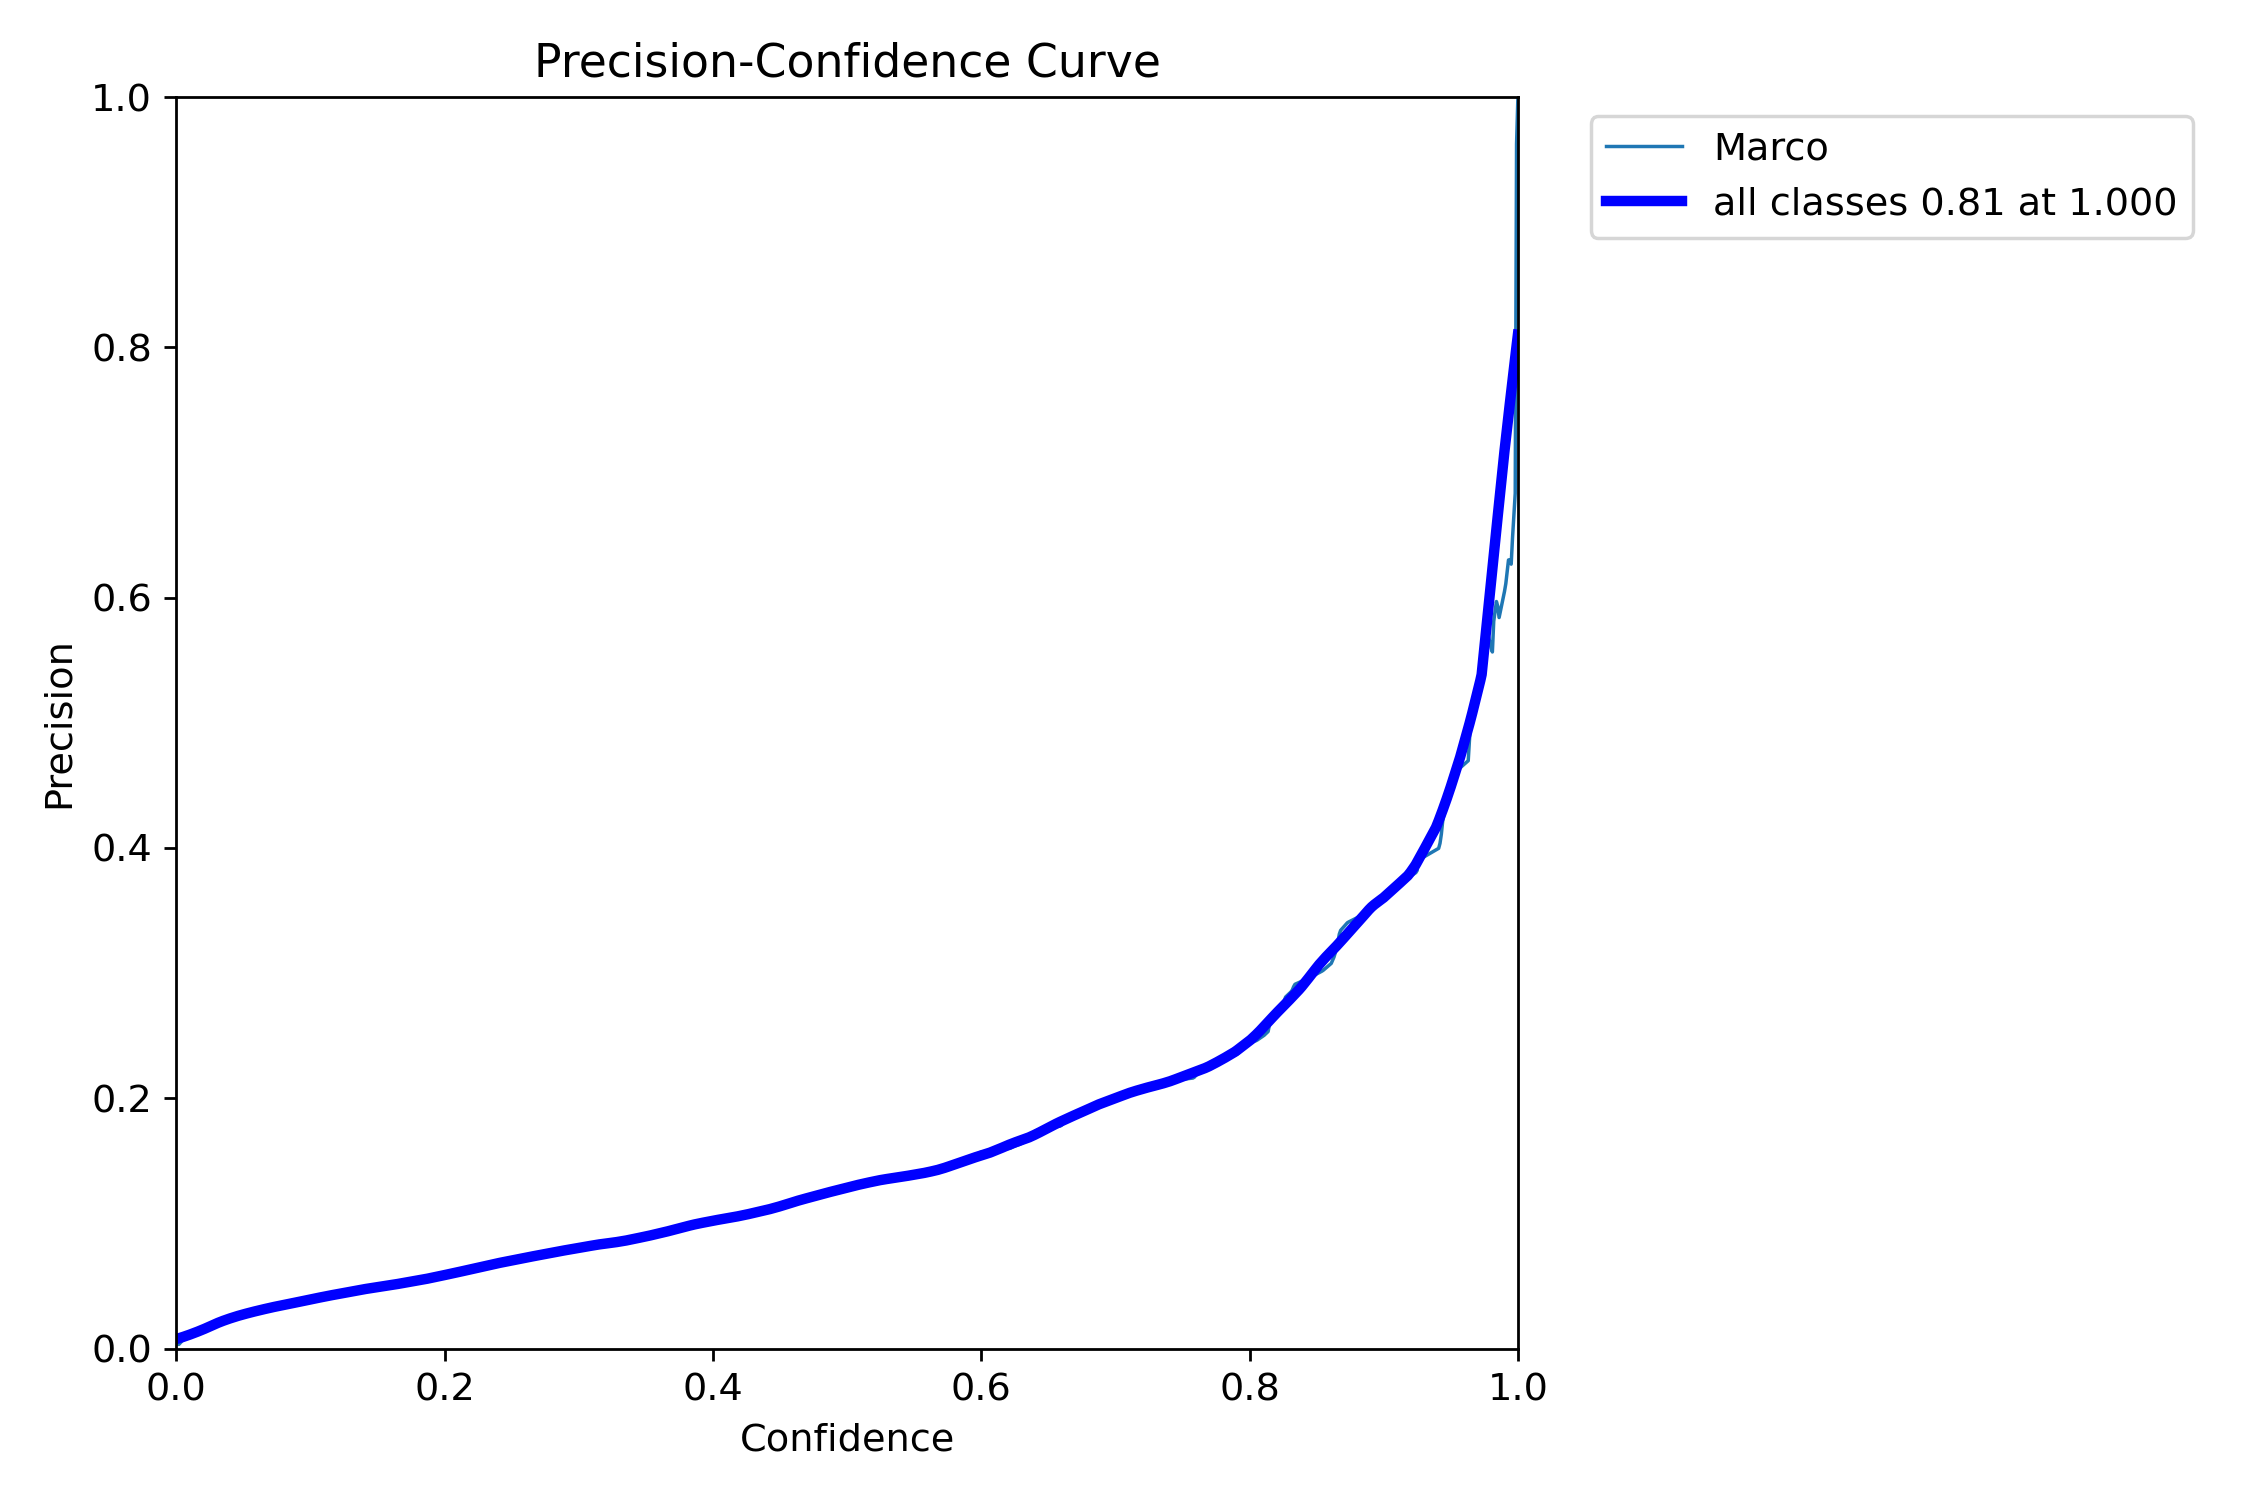 Precision-Confidence Curve
1.0
0.8
0.6
0.4
0.2
0.0
Precision
0.0 0.2 0.4 0.6 0.8 1.0
Confidence
Marco
all classes 0.81 at 1.000